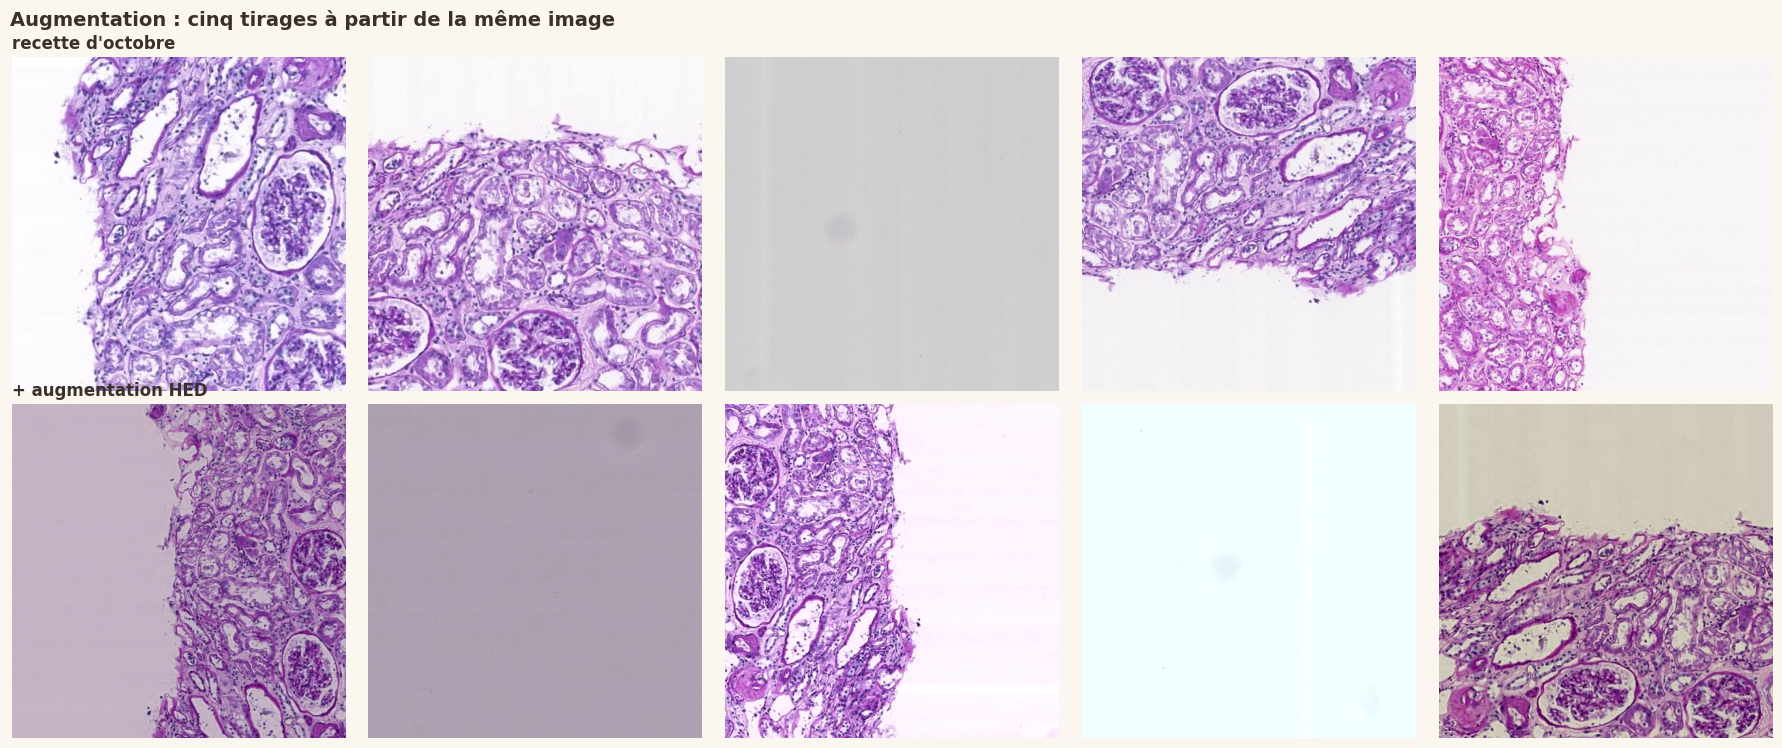 Augmentation : cinq tirages à partir de la même image
recette d'octobre
+ augmentation HED